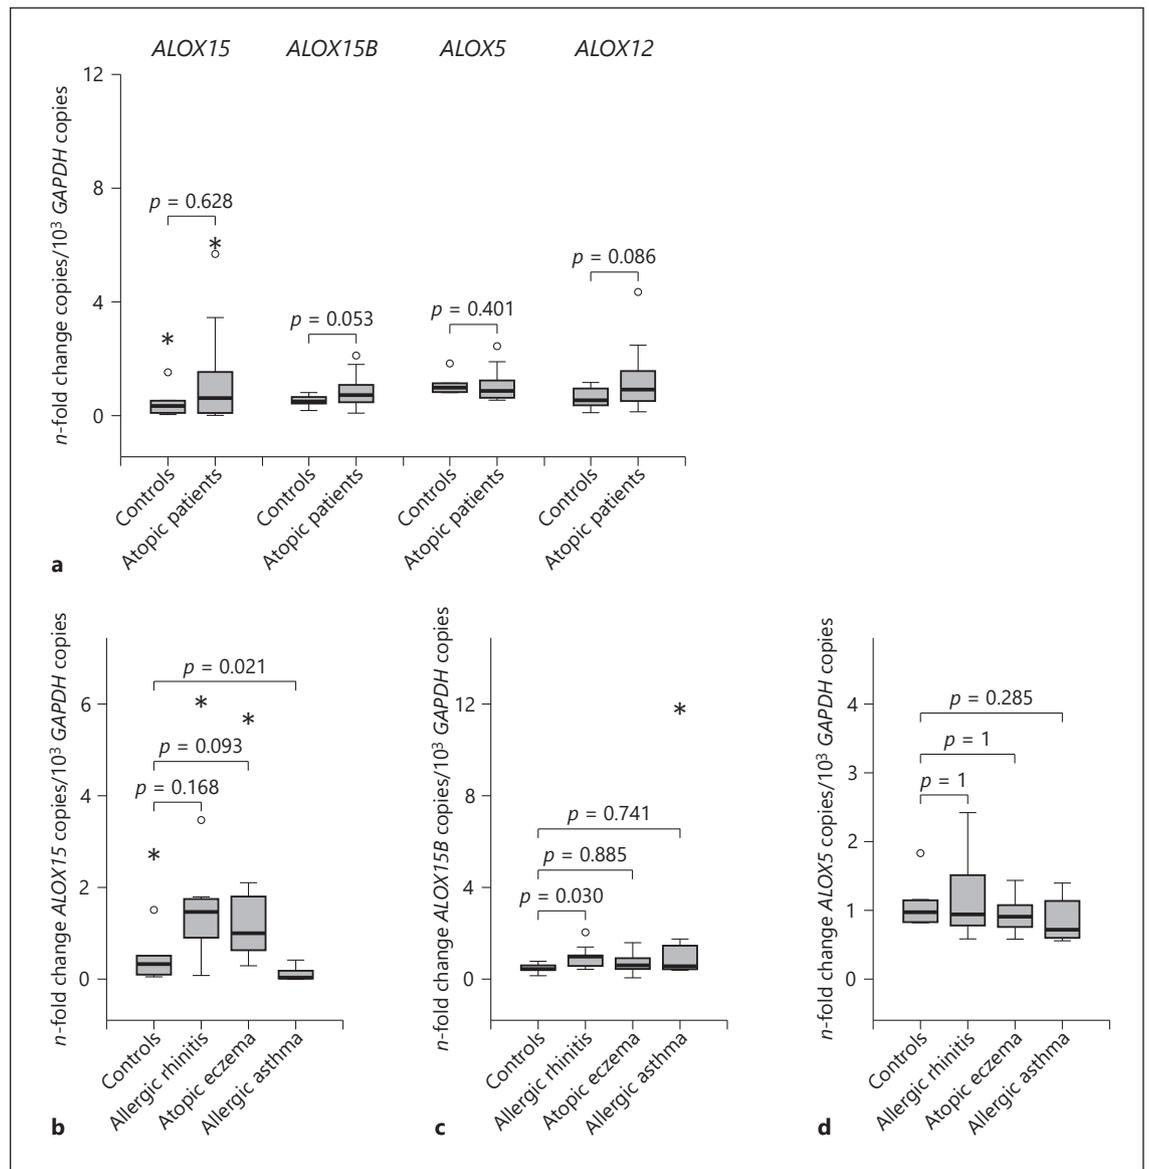 ALOX15 ALOX15B ALOX5 ALOX12
n-fold change copies/10³ GAPDH copies
12
8
4
0
p = 0.628
p = 0.053
p = 0.401
p = 0.086
*
*
Controls
Atopic patients
Controls
Atopic patients
Controls
Atopic patients
Controls
Atopic patients
a
n-fold change ALOX15 copies/10³ GAPDH copies
6
4
2
0
p = 0.021
p = 0.093
p = 0.168
*
*
*
Controls
Allergic rhinitis
Atopic eczema
Allergic asthma
b
n-fold change ALOX15B copies/10³ GAPDH copies
12
8
4
0
*
p = 0.741
p = 0.885
p = 0.030
Controls
Allergic rhinitis
Atopic eczema
Allergic asthma
c
n-fold change ALOX5 copies/10³ GAPDH copies
4
3
2
1
0
p = 0.285
p = 1
p = 1
Controls
Allergic rhinitis
Atopic eczema
Allergic asthma
d